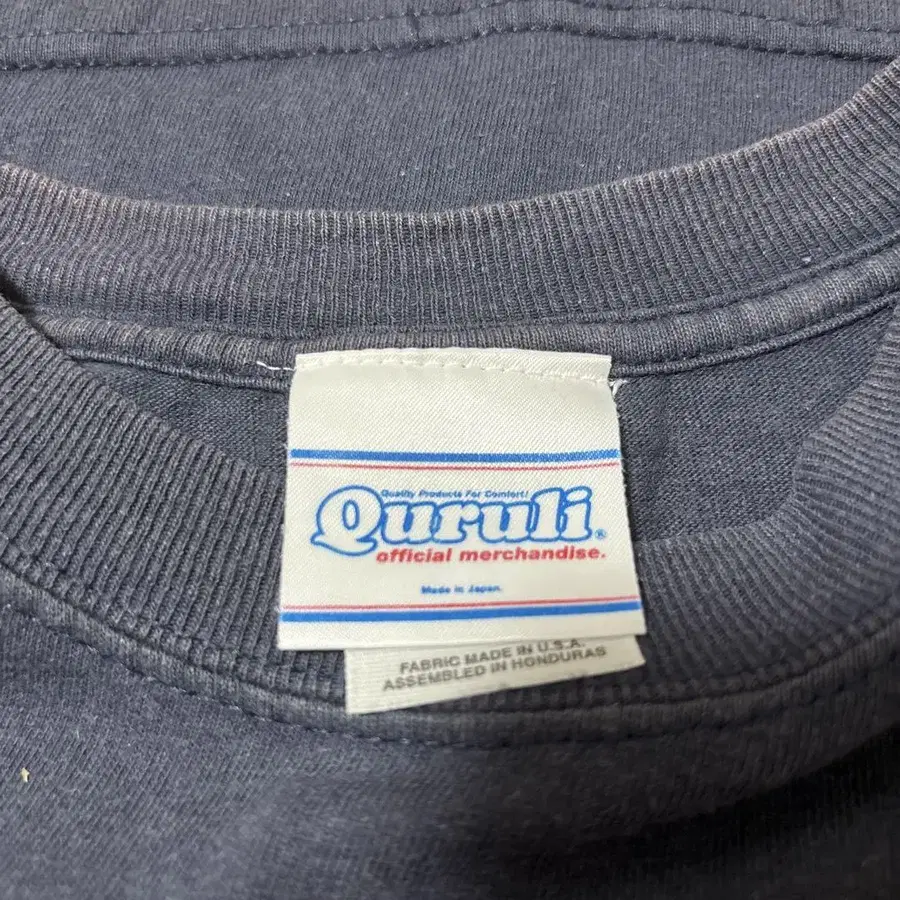 Quality Products For Comfort!
Quruli®
official merchandise.
Made in Japan.
FABRIC MADE IN U.S.A.
ASSEMBLED IN HONDURAS